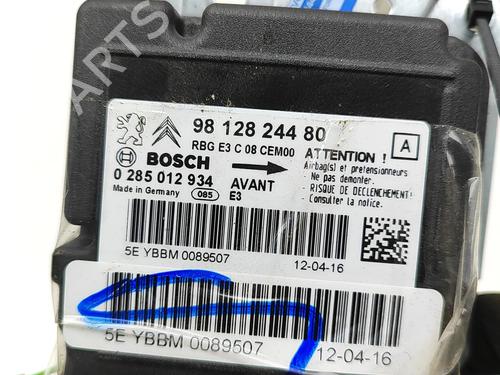 98 128 244 80
RBG E3 C 08 CEM00
A
BOSCH
0 285 012 934
Made in Germany 085
AVANT
E3
ATTENTION !
Airbag(s) et pretensionneurs
Ne pas demonter.
RISQUE DE DECLENCHEMENT!
Consulter la notice.
5E YBBM 0089507 12-04-16
5E YBBM 0089507 12-04-16
PARTS